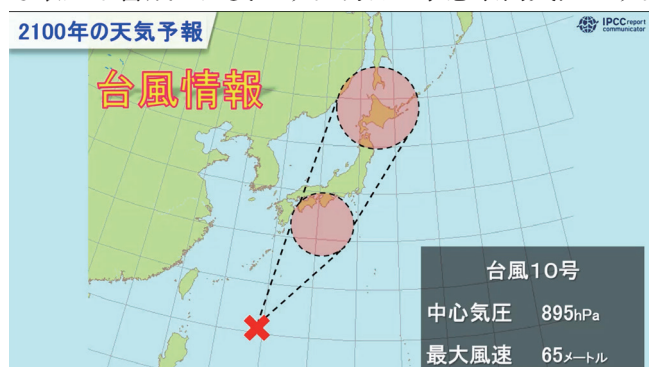 2100年の天気予報
IPCC report
communicator
台風情報
台風10号
中心気圧 895hPa
最大風速 65メートル